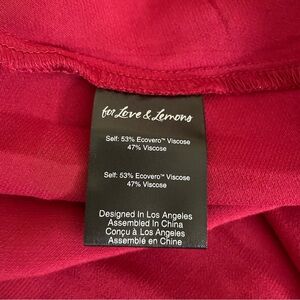 for Love & Lemons
Self: 53% Ecovero™ Viscose
47% Viscose
Self: 53% Ecovero™ Viscose
47% Viscose
Designed In Los Angeles
Assembled In China
Conçu à Los Angeles
Assemblé en Chine